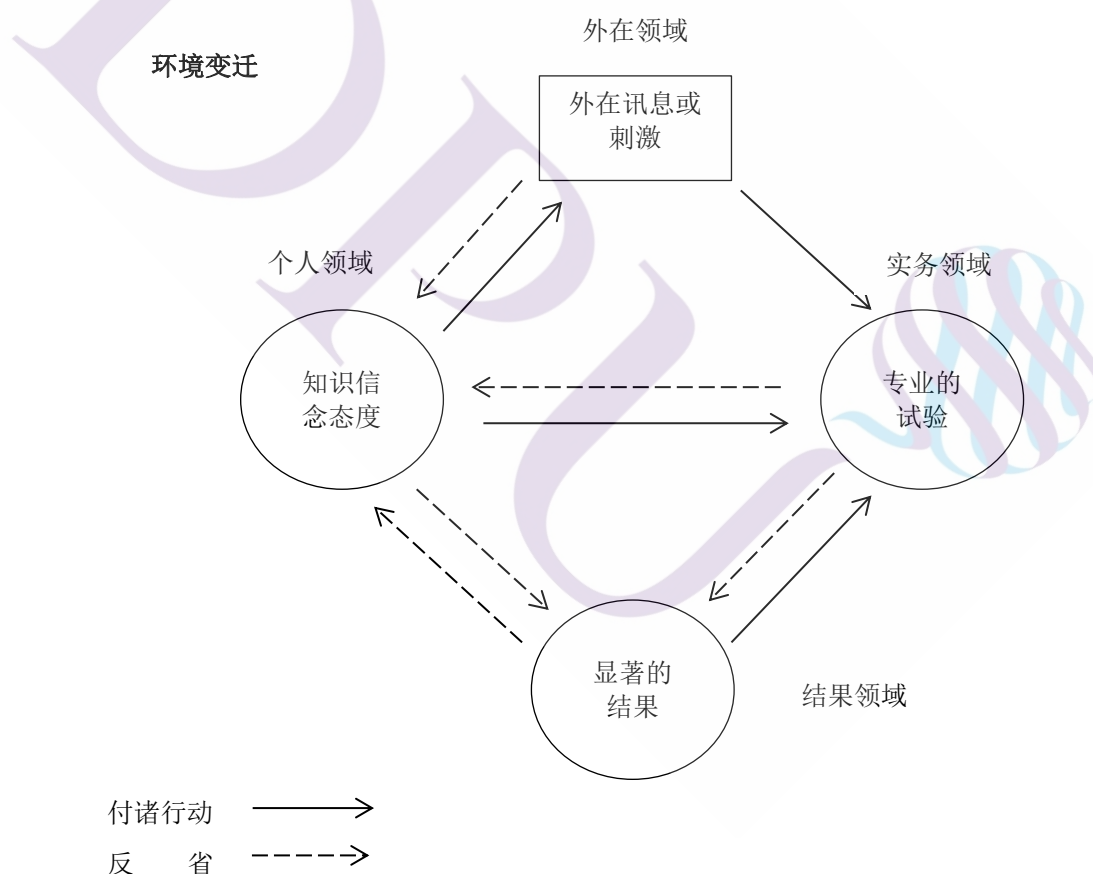 外在领域
环境变迁
外在讯息或
刺激
个人领域
实务领域
知识信
念态度
专业的
试验
显著的
结果
结果领域
付诸行动
反 省
DPU